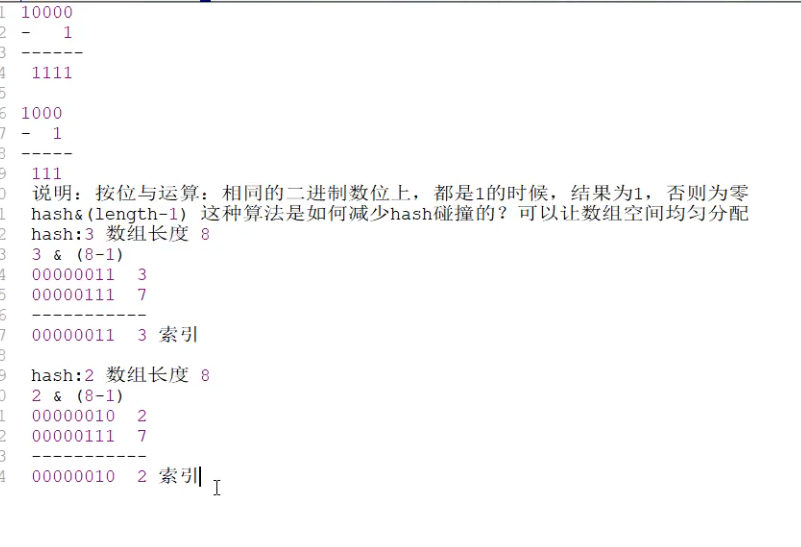 1 10000
2 -   1
3 ------
4  1111
5
6 1000
7 -  1
8 -----
9  111
0  说明：按位与运算：相同的二进制数位上，都是1的时候，结果为1，否则为零
1  hash&(length-1) 这种算法是如何减少hash碰撞的？可以让数组空间均匀分配
2  hash:3 数组长度 8
3  3 & (8-1)
4  00000011  3
5  00000111  7
6  -----------
7  00000011  3 索引
8
9  hash:2 数组长度 8
0  2 & (8-1)
1  00000010  2
2  00000111  7
3  -----------
4  00000010  2 索引